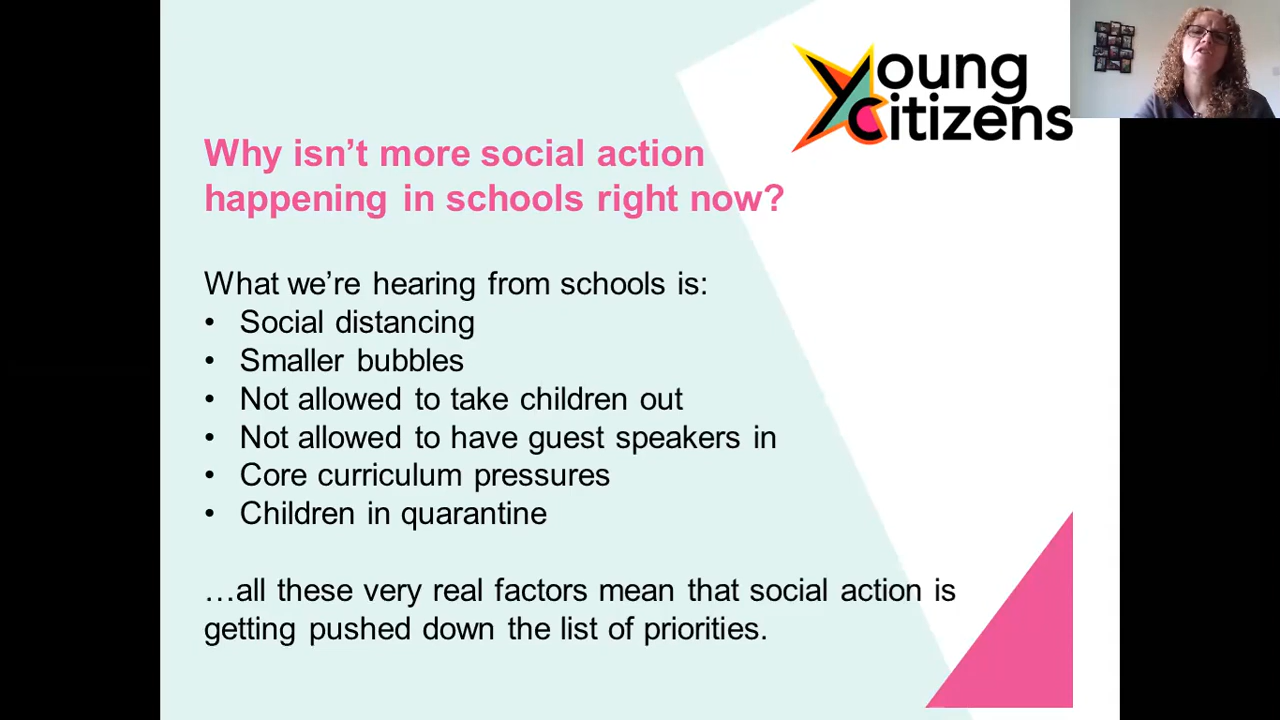 Young
Citizens
Why isn’t more social action
happening in schools right now?
What we’re hearing from schools is:
• Social distancing
• Smaller bubbles
• Not allowed to take children out
• Not allowed to have guest speakers in
• Core curriculum pressures
• Children in quarantine
…all these very real factors mean that social action is
getting pushed down the list of priorities.